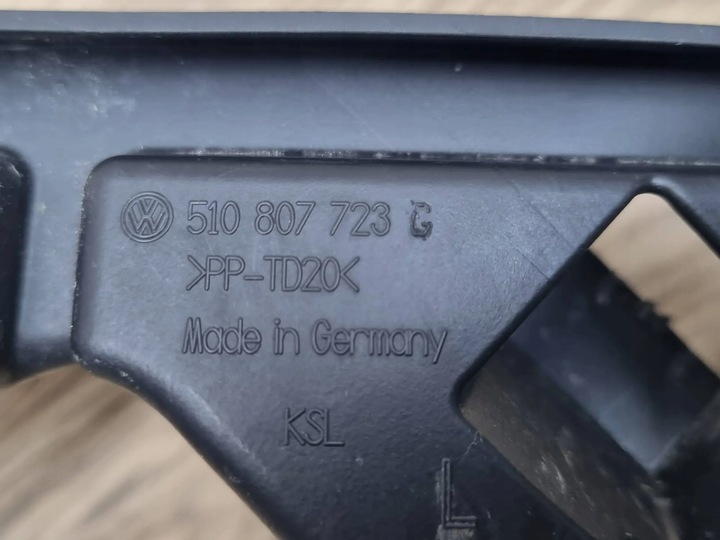 510 807 723 G
>PP-TD20<
Made in Germany
KSL
L